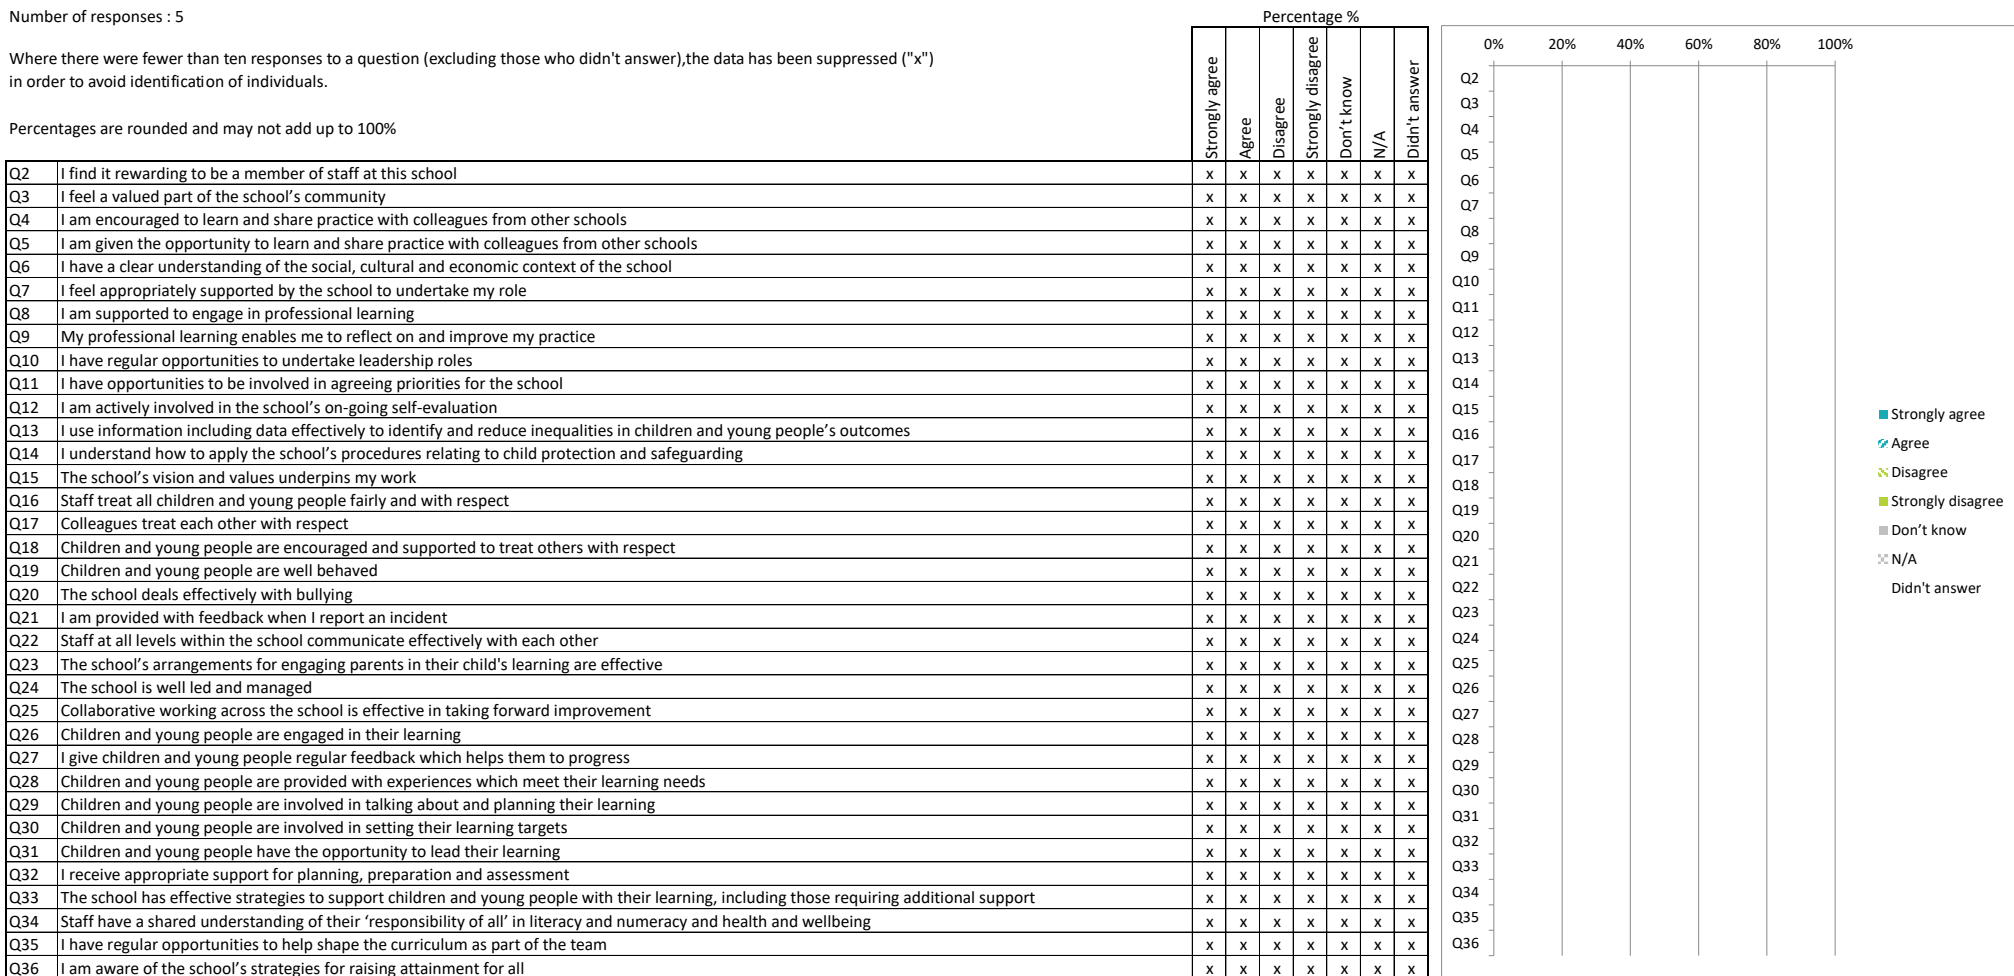 Number of responses : 5
Percentage %
Where there were fewer than ten responses to a question (excluding those who didn't answer),the data has been suppressed ("x")
in order to avoid identification of individuals.
Percentages are rounded and may not add up to 100%
Strongly agree
Agree
Disagree
Strongly disagree
Don't know
N/A
Didn't answer
Q2 I find it rewarding to be a member of staff at this school x x x x x x x
Q3 I feel a valued part of the school’s community x x x x x x x
Q4 I am encouraged to learn and share practice with colleagues from other schools x x x x x x x
Q5 I am given the opportunity to learn and share practice with colleagues from other schools x x x x x x x
Q6 I have a clear understanding of the social, cultural and economic context of the school x x x x x x x
Q7 I feel appropriately supported by the school to undertake my role x x x x x x x
Q8 I am supported to engage in professional learning x x x x x x x
Q9 My professional learning enables me to reflect on and improve my practice x x x x x x x
Q10 I have regular opportunities to undertake leadership roles x x x x x x x
Q11 I have opportunities to be involved in agreeing priorities for the school x x x x x x x
Q12 I am actively involved in the school’s on-going self-evaluation x x x x x x x
Q13 I use information including data effectively to identify and reduce inequalities in children and young people’s outcomes x x x x x x x
Q14 I understand how to apply the school’s procedures relating to child protection and safeguarding x x x x x x x
Q15 The school’s vision and values underpins my work x x x x x x x
Q16 Staff treat all children and young people fairly and with respect x x x x x x x
Q17 Colleagues treat each other with respect x x x x x x x
Q18 Children and young people are encouraged and supported to treat others with respect x x x x x x x
Q19 Children and young people are well behaved x x x x x x x
Q20 The school deals effectively with bullying x x x x x x x
Q21 I am provided with feedback when I report an incident x x x x x x x
Q22 Staff at all levels within the school communicate effectively with each other x x x x x x x
Q23 The school’s arrangements for engaging parents in their child's learning are effective x x x x x x x
Q24 The school is well led and managed x x x x x x x
Q25 Collaborative working across the school is effective in taking forward improvement x x x x x x x
Q26 Children and young people are engaged in their learning x x x x x x x
Q27 I give children and young people regular feedback which helps them to progress x x x x x x x
Q28 Children and young people are provided with experiences which meet their learning needs x x x x x x x
Q29 Children and young people are involved in talking about and planning their learning x x x x x x x
Q30 Children and young people are involved in setting their learning targets x x x x x x x
Q31 Children and young people have the opportunity to lead their learning x x x x x x x
Q32 I receive appropriate support for planning, preparation and assessment x x x x x x x
Q33 The school has effective strategies to support children and young people with their learning, including those requiring additional support x x x x x x x
Q34 Staff have a shared understanding of their ‘responsibility of all’ in literacy and numeracy and health and wellbeing x x x x x x x
Q35 I have regular opportunities to help shape the curriculum as part of the team x x x x x x x
Q36 I am aware of the school’s strategies for raising attainment for all x x x x x x x
0% 20% 40% 60% 80% 100%
Q2
Q3
Q4
Q5
Q6
Q7
Q8
Q9
Q10
Q11
Q12
Q13
Q14
Q15
Q16
Q17
Q18
Q19
Q20
Q21
Q22
Q23
Q24
Q25
Q26
Q27
Q28
Q29
Q30
Q31
Q32
Q33
Q34
Q35
Q36
Strongly agree
Agree
Disagree
Strongly disagree
Don’t know
N/A
Didn't answer